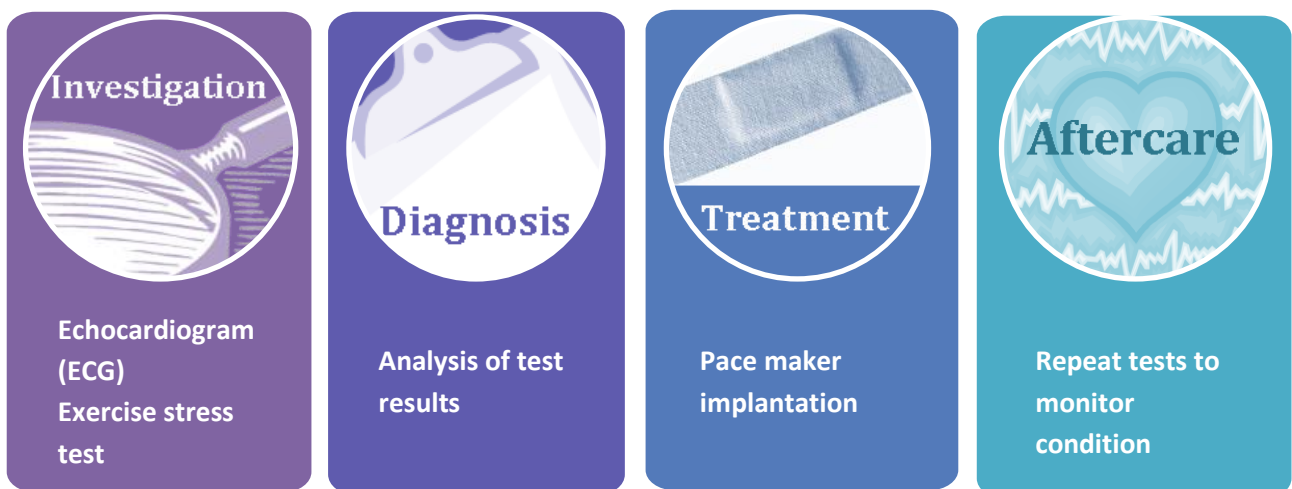 Investigation
Echocardiogram
(ECG)
Exercise stress
test
Diagnosis
Analysis of test
results
Treatment
Pace maker
implantation
Aftercare
Repeat tests to
monitor
condition